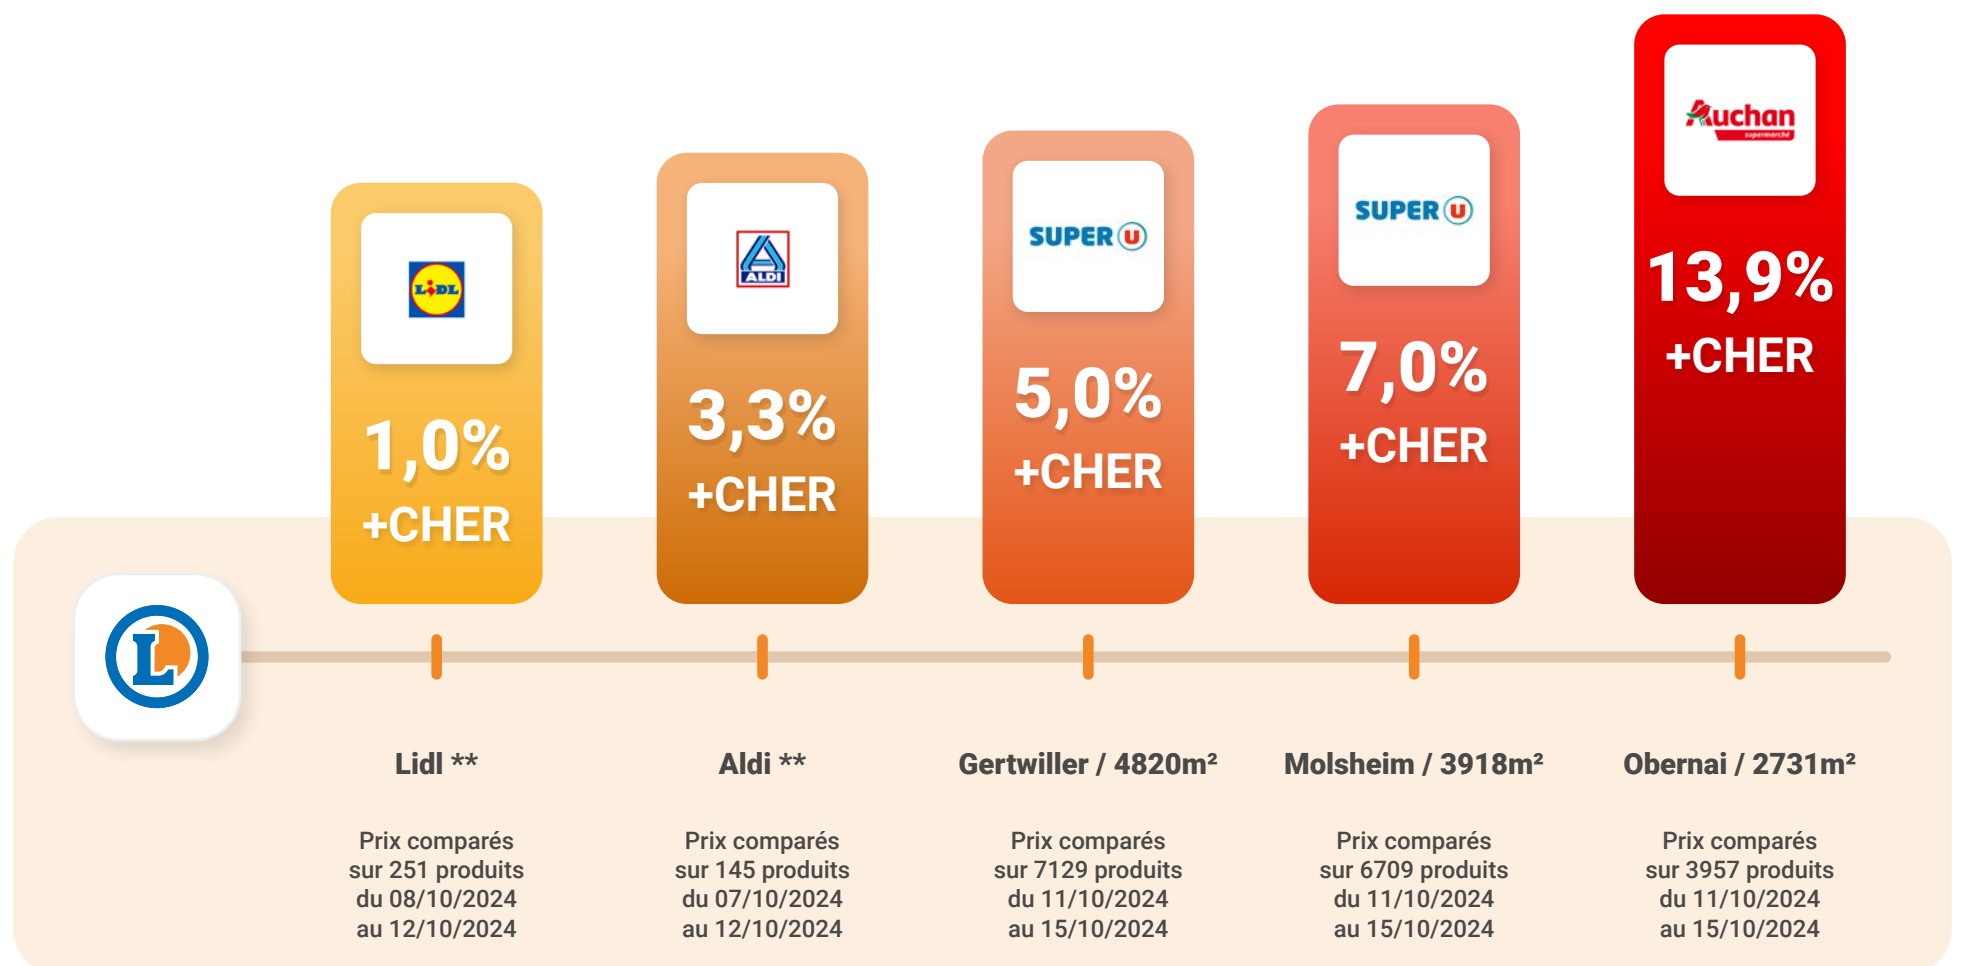 LIDL
1,0%
+CHER
ALDI
3,3%
+CHER
SUPER U
5,0%
+CHER
SUPER U
7,0%
+CHER
Auchan
supermarché
13,9%
+CHER
L
Lidl **
Prix comparés
sur 251 produits
du 08/10/2024
au 12/10/2024
Aldi **
Prix comparés
sur 145 produits
du 07/10/2024
au 12/10/2024
Gertwiller / 4820m²
Prix comparés
sur 7129 produits
du 11/10/2024
au 15/10/2024
Molsheim / 3918m²
Prix comparés
sur 6709 produits
du 11/10/2024
au 15/10/2024
Obernai / 2731m²
Prix comparés
sur 3957 produits
du 11/10/2024
au 15/10/2024